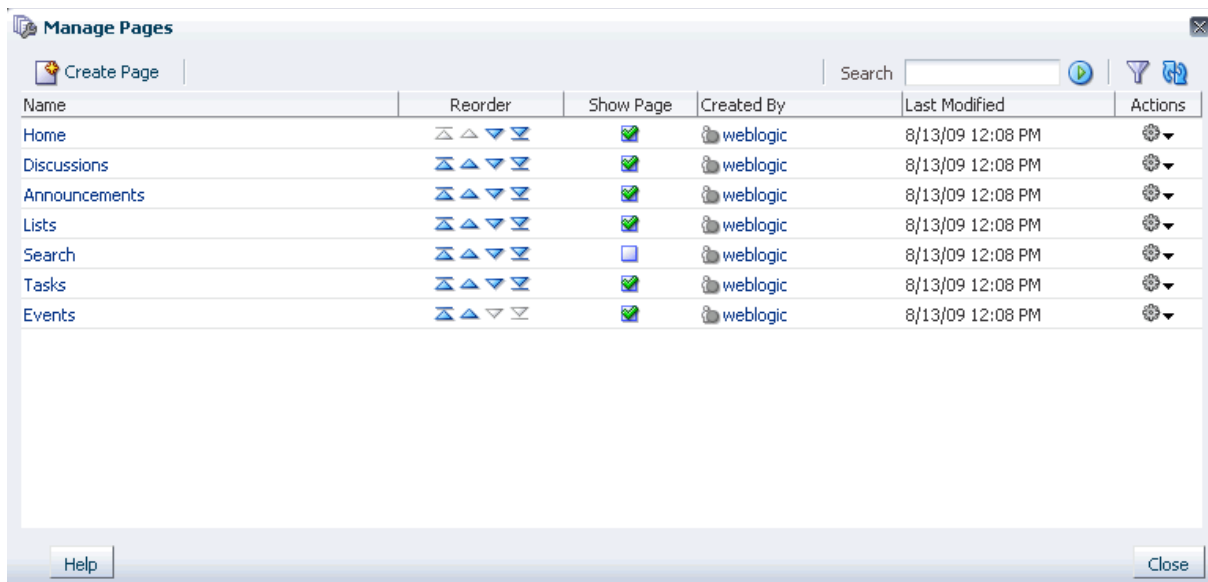 Manage Pages
Create Page Search
Name Reorder Show Page Created By Last Modified Actions
Home weblogic 8/13/09 12:08 PM
Discussions weblogic 8/13/09 12:08 PM
Announcements weblogic 8/13/09 12:08 PM
Lists weblogic 8/13/09 12:08 PM
Search weblogic 8/13/09 12:08 PM
Tasks weblogic 8/13/09 12:08 PM
Events weblogic 8/13/09 12:08 PM
Help Close